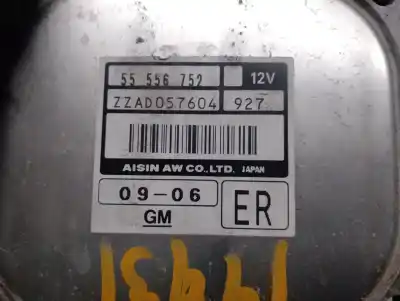 55 556 752 12V
ZZAD057604 927
AISIN AW CO.,LTD. JAPAN
09-06 ER
GM